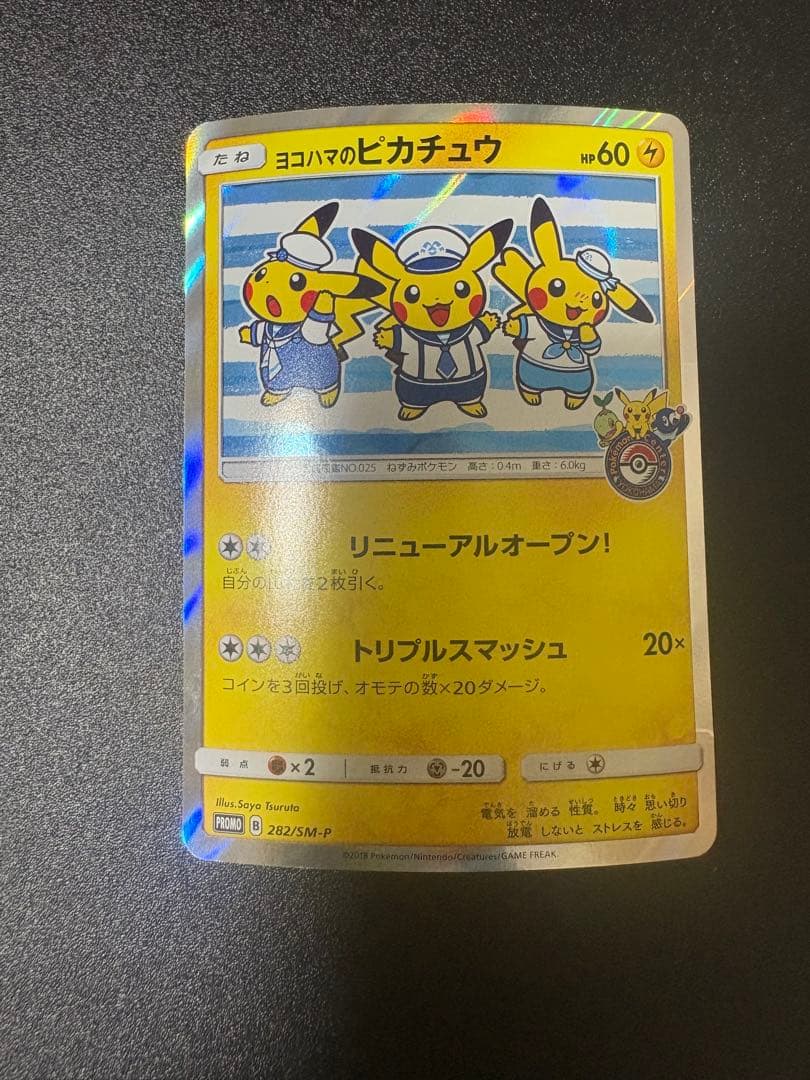 たね
ヨコハマのピカチュウ
HP60
Pokémon Center
YOKOHAMA
NO.025 ねずみポケモン 高さ:0.4m 重さ:6.0kg
リニューアルオープン!
自分の を2枚引く。
トリプルスマッシュ 20×
コインを3回投げ、オモテの数×20ダメージ。
弱点 ×2 抵抗力 -20 にげる
Illus.Saya Tsuruta
電気を 溜める 性質。 時々 思い切り
放電 しないと ストレスを 感じる。
PROMO B 282/SM-P
©2018 Pokémon/Nintendo/Creatures/GAME FREAK.